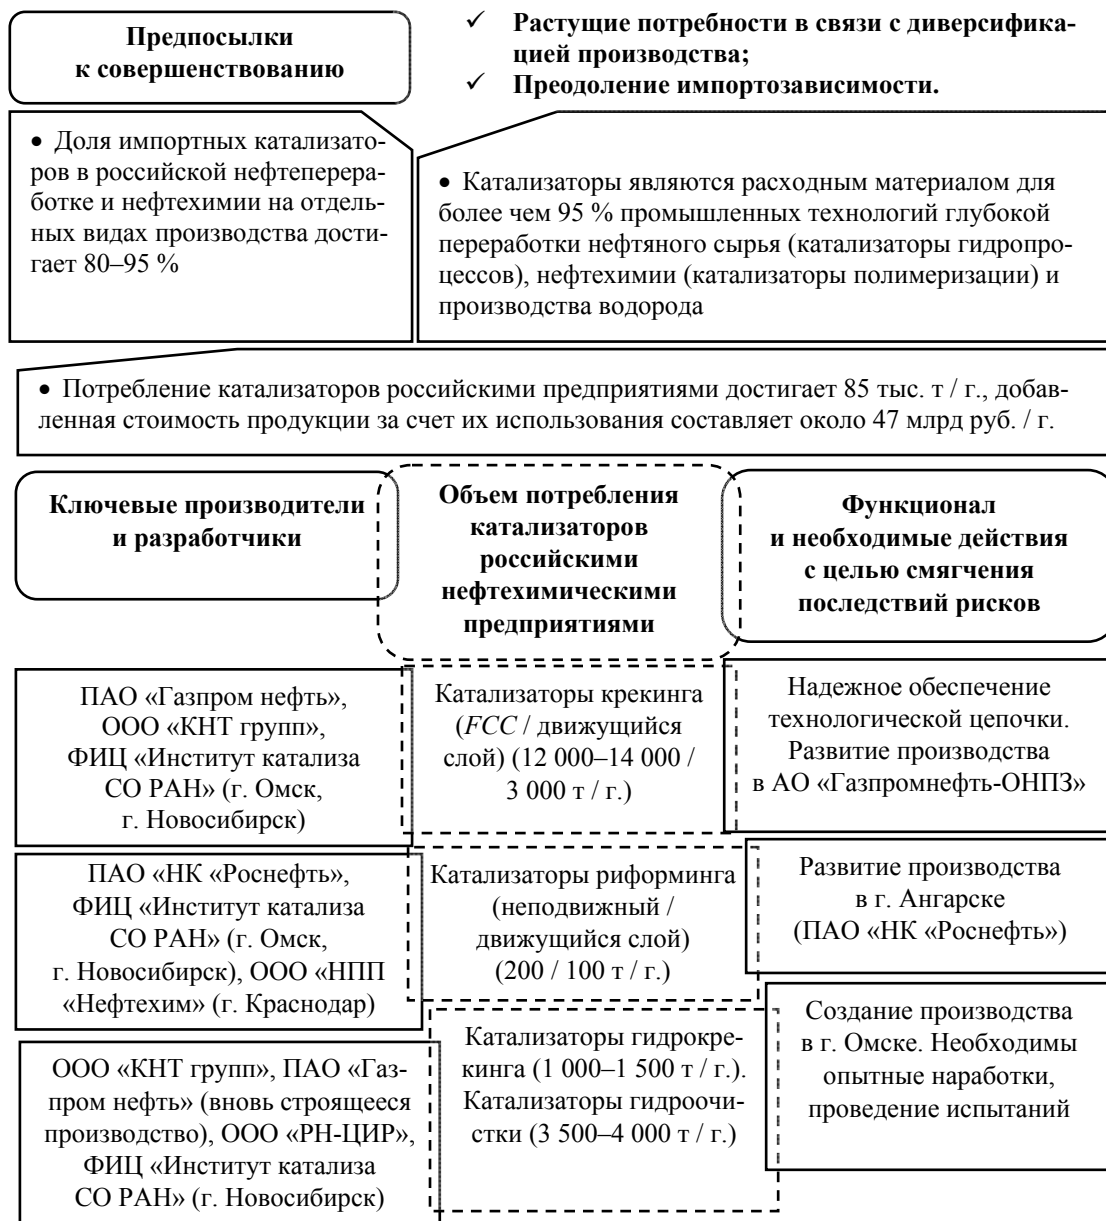 Предпосылки
к совершенствованию
✓ Растущие потребности в связи с диверсифика-
цией производства;
✓ Преодоление импортозависимости.
• Доля импортных катализато-
ров в российской нефтеперера-
ботке и нефтехимии на отдель-
ных видах производства дости-
гает 80–95 %
• Катализаторы являются расходным материалом для
более чем 95 % промышленных технологий глубокой
переработки нефтяного сырья (катализаторы гидропро-
цессов), нефтехимии (катализаторы полимеризации) и
производства водорода
• Потребление катализаторов российскими предприятиями достигает 85 тыс. т / г., добав-
ленная стоимость продукции за счет их использования составляет около 47 млрд руб. / г.
Ключевые производители
и разработчики
Объем потребления
катализаторов
российскими
нефтехимическими
предприятиями
Функционал
и необходимые действия
с целью смягчения
последствий рисков
ПАО «Газпром нефть»,
ООО «КНТ групп»,
ФИЦ «Институт катализа
СО РАН» (г. Омск,
г. Новосибирск)
Катализаторы крекинга
(FCC / движущийся
слой) (12 000–14 000 /
3 000 т / г.)
Надежное обеспечение
технологической цепочки.
Развитие производства
в АО «Газпромнефть-ОНПЗ»
ПАО «НК «Роснефть»,
ФИЦ «Институт катализа
СО РАН» (г. Омск,
г. Новосибирск), ООО «НПП
«Нефтехим» (г. Краснодар)
Катализаторы риформинга
(неподвижный /
движущийся слой)
(200 / 100 т / г.)
Развитие производства
в г. Ангарске
(ПАО «НК «Роснефть»)
ООО «КНТ групп», ПАО «Газ-
пром нефть» (вновь строящееся
производство), ООО «РН-ЦИР»,
ФИЦ «Институт катализа
СО РАН» (г. Новосибирск)
Катализаторы гидрокре-
кинга (1 000–1 500 т / г.).
Катализаторы гидроочи-
стки (3 500–4 000 т / г.)
Создание производства
в г. Омске. Необходимы
опытные наработки,
проведение испытаний